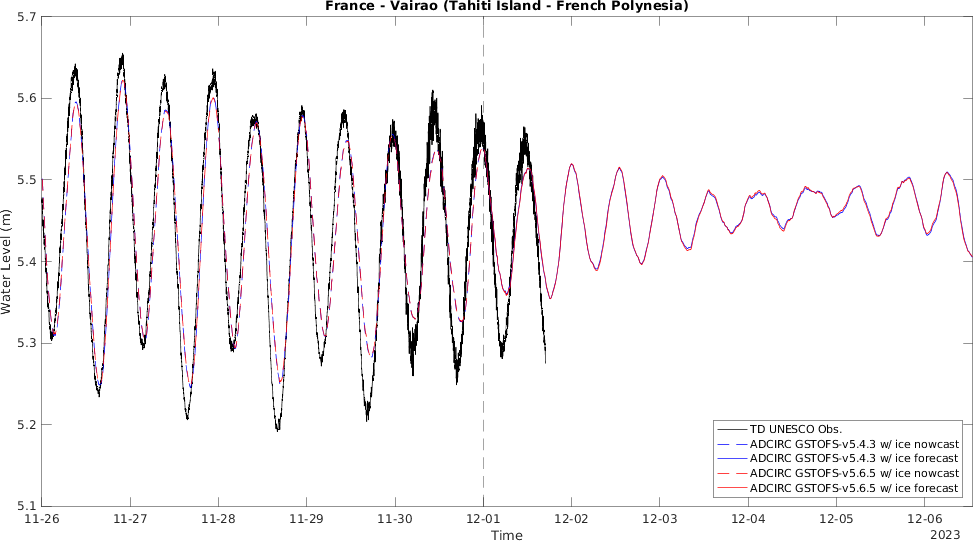 France - Vairao (Tahiti Island - French Polynesia)
Water Level (m)
5.7
5.6
5.5
5.4
5.3
5.2
5.1
TD UNESCO Obs.
ADCIRC GSTOFS-v5.4.3 w/ ice nowcast
ADCIRC GSTOFS-v5.4.3 w/ ice forecast
ADCIRC GSTOFS-v5.6.5 w/ ice nowcast
ADCIRC GSTOFS-v5.6.5 w/ ice forecast
11-26 11-27 11-28 11-29 11-30 12-01 12-02 12-03 12-04 12-05 12-06
Time 2023